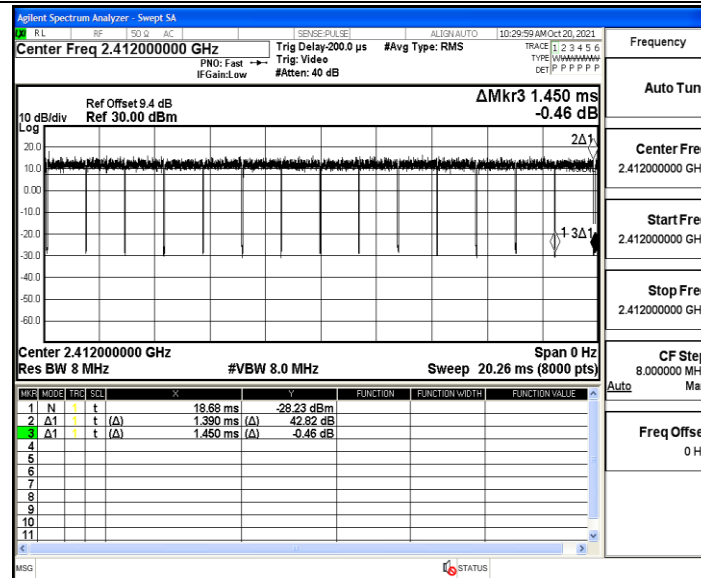 Agilent Spectrum Analyzer - Swept SA
RL RF 50 Ω AC SENSE:PULSE ALIGN AUTO 10:29:59 AM Oct 20, 2021
Center Freq 2.412000000 GHz
PNO: Fast
IFGain:Low
Trig Delay-200.0 µs
Trig: Video
#Atten: 40 dB
#Avg Type: RMS
TRACE 1 2 3 4 5 6
TYPE WWWWWW
DET P P P P P P
ΔMkr3 1.450 ms
-0.46 dB
Ref Offset 9.4 dB
10 dB/div Ref 30.00 dBm
Log
2Δ1
20.0
10.0
0.00
-10.0
-20.0
1 3Δ1
-30.0
-40.0
-50.0
-60.0
Center 2.412000000 GHz Span 0 Hz
Res BW 8 MHz #VBW 8.0 MHz Sweep 20.26 ms (8000 pts)
MKR MODE TRC SCL X Y FUNCTION FUNCTION WIDTH FUNCTION VALUE
1 N 1 t 18.68 ms -28.23 dBm
2 Δ1 1 t (Δ) 1.390 ms (Δ) 42.82 dB
3 Δ1 1 t (Δ) 1.450 ms (Δ) -0.46 dB
4
5
6
7
8
9
10
11
MSG STATUS
Frequency
Auto Tun
Center Fre
2.412000000 GH
Start Fre
2.412000000 GH
Stop Fre
2.412000000 GH
CF Step
8.000000 MH
Auto Ma
Freq Offse
0 H